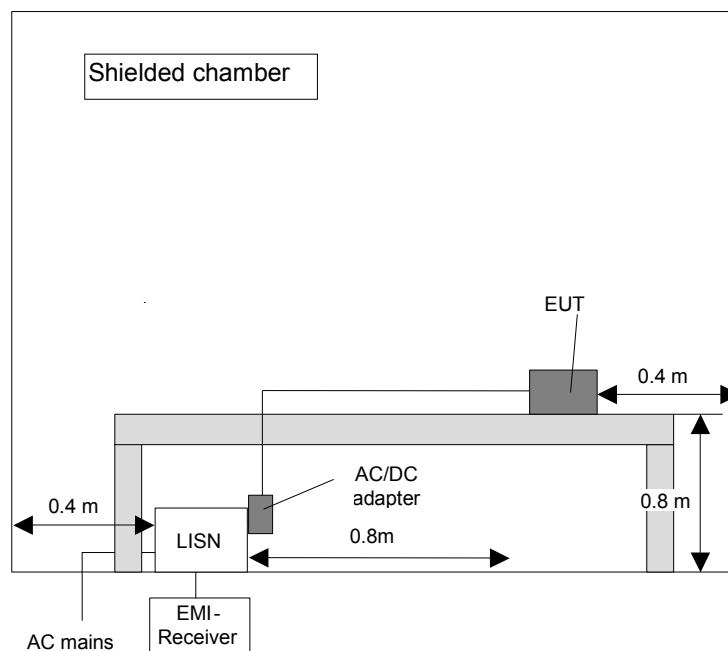 Shielded chamber
EUT
0.4 m
AC/DC
adapter
0.4 m
0.8 m
LISN
0.8m
EMI-
Receiver
AC mains